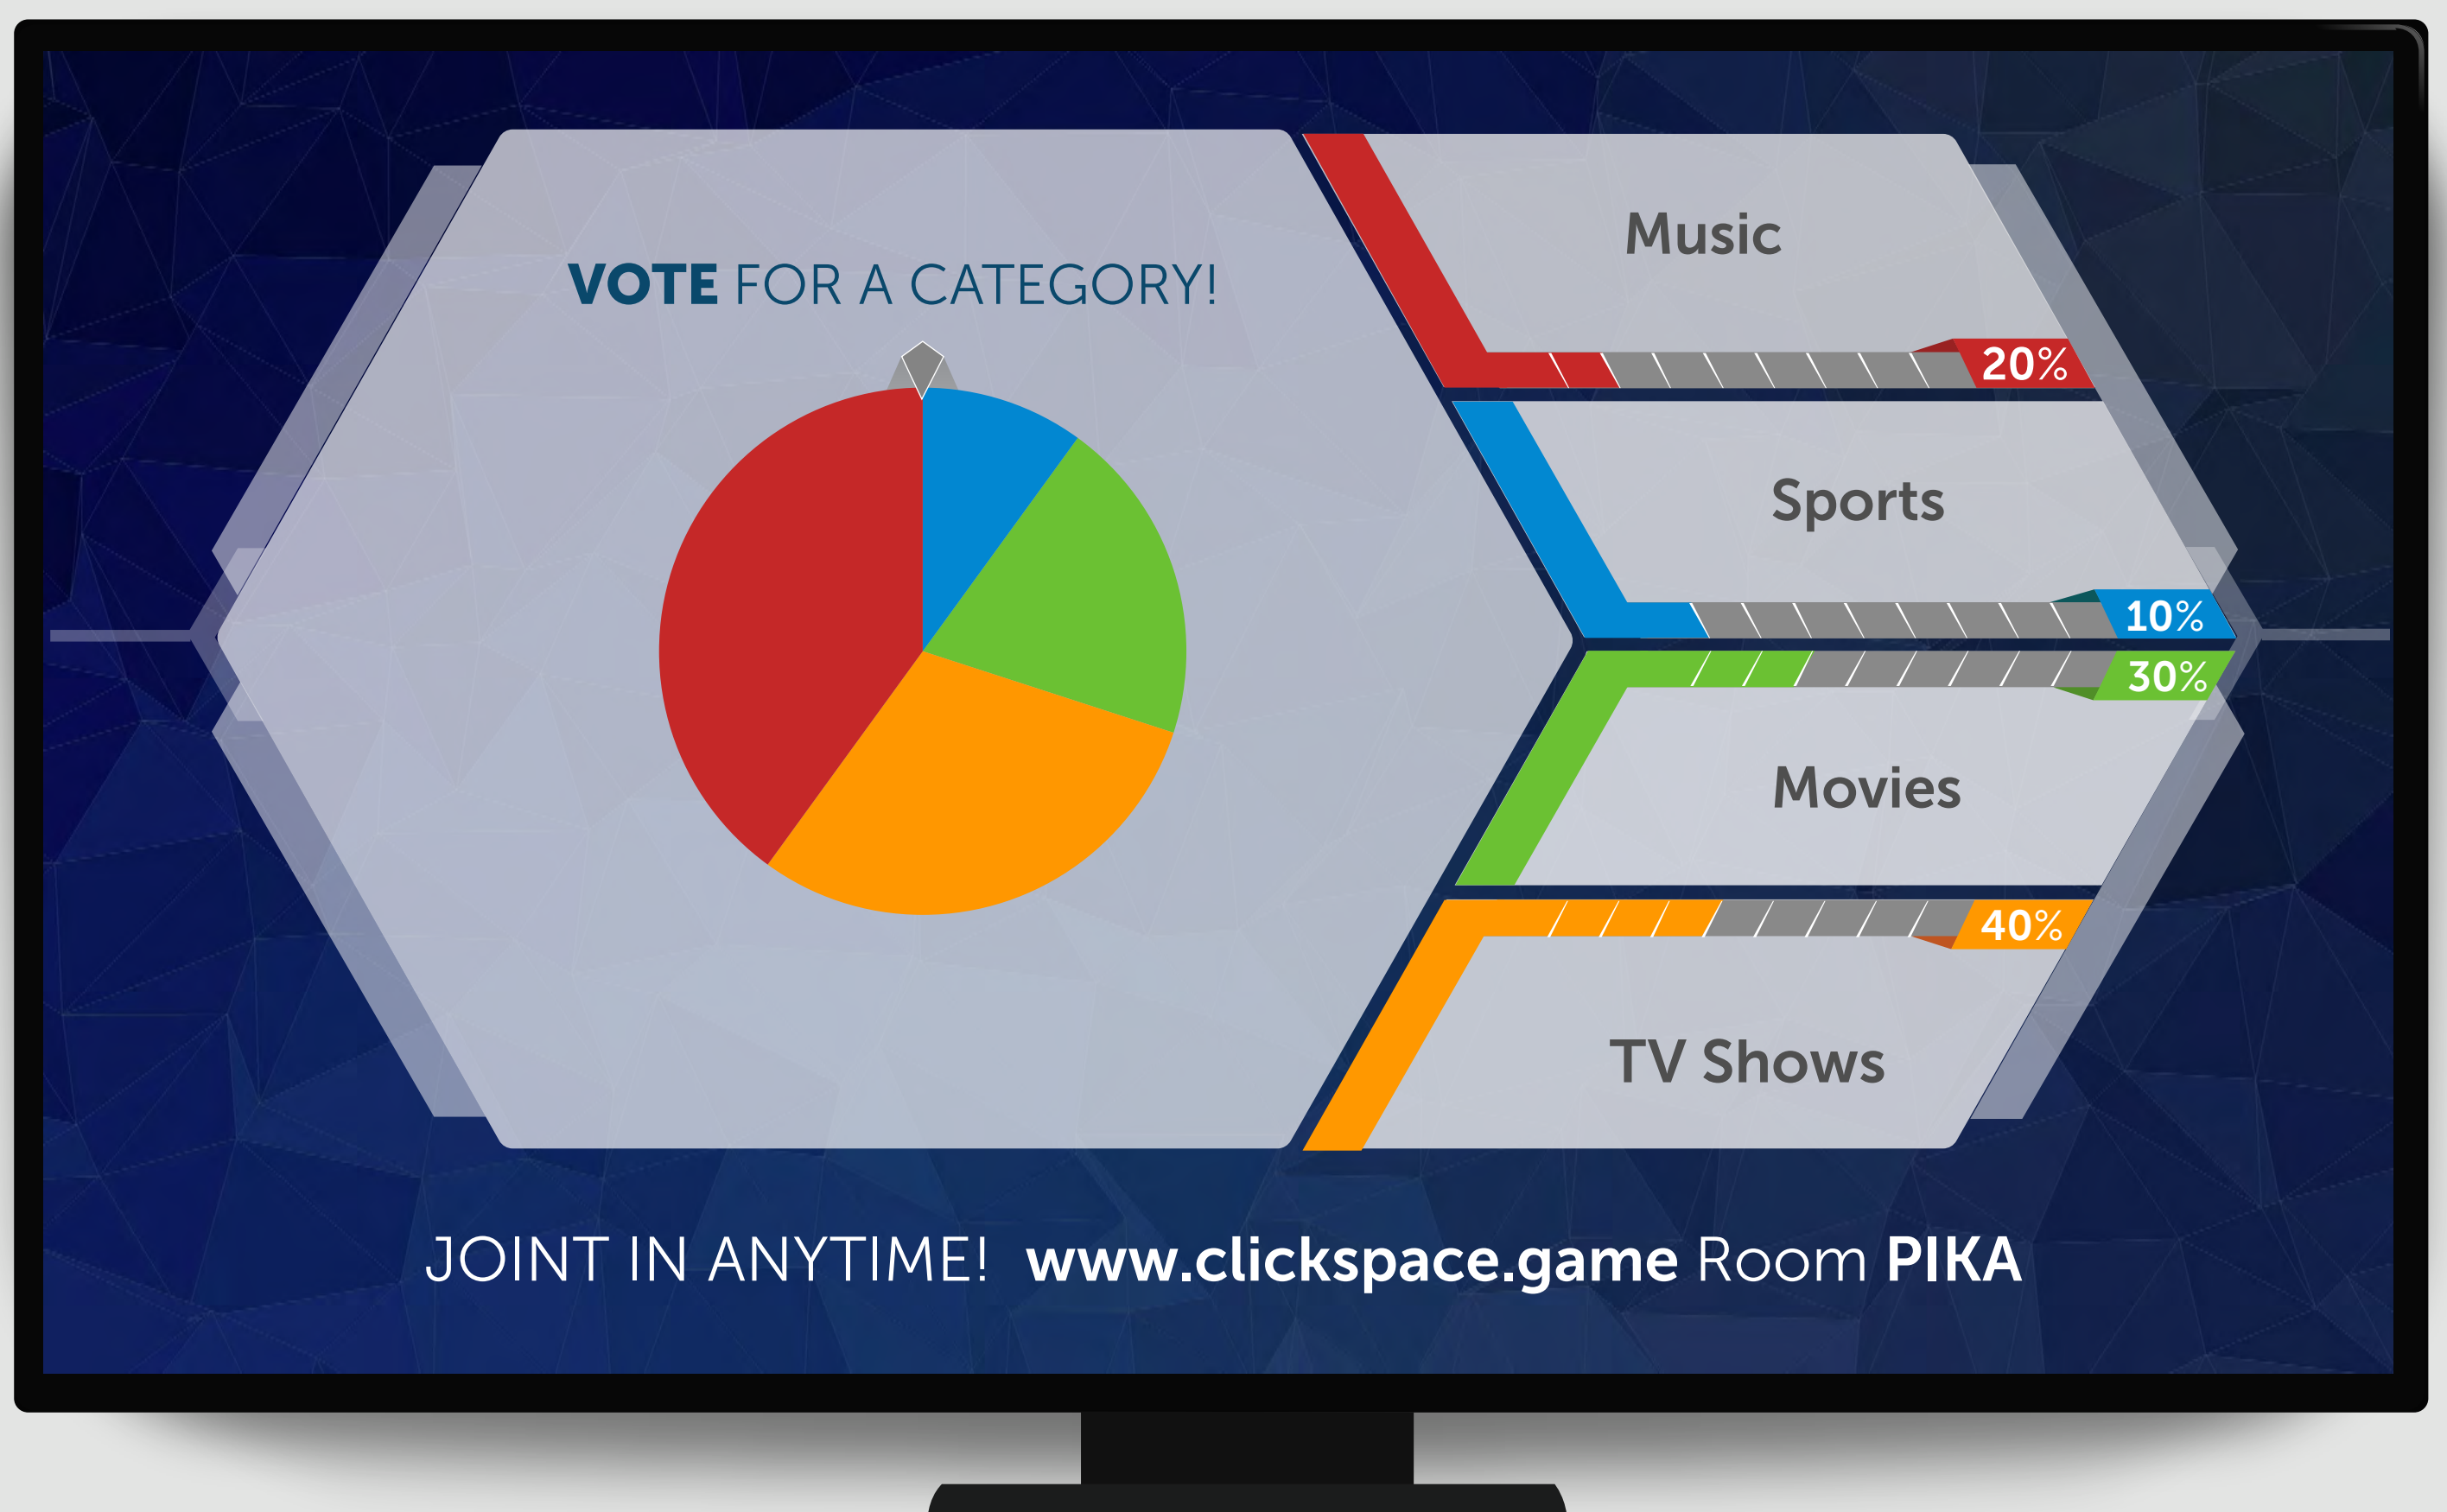 VOTE FOR A CATEGORY!
Music
20%
Sports
10%
30%
Movies
40%
TV Shows
JOINT IN ANYTIME! www.clickspace.game Room PIKA